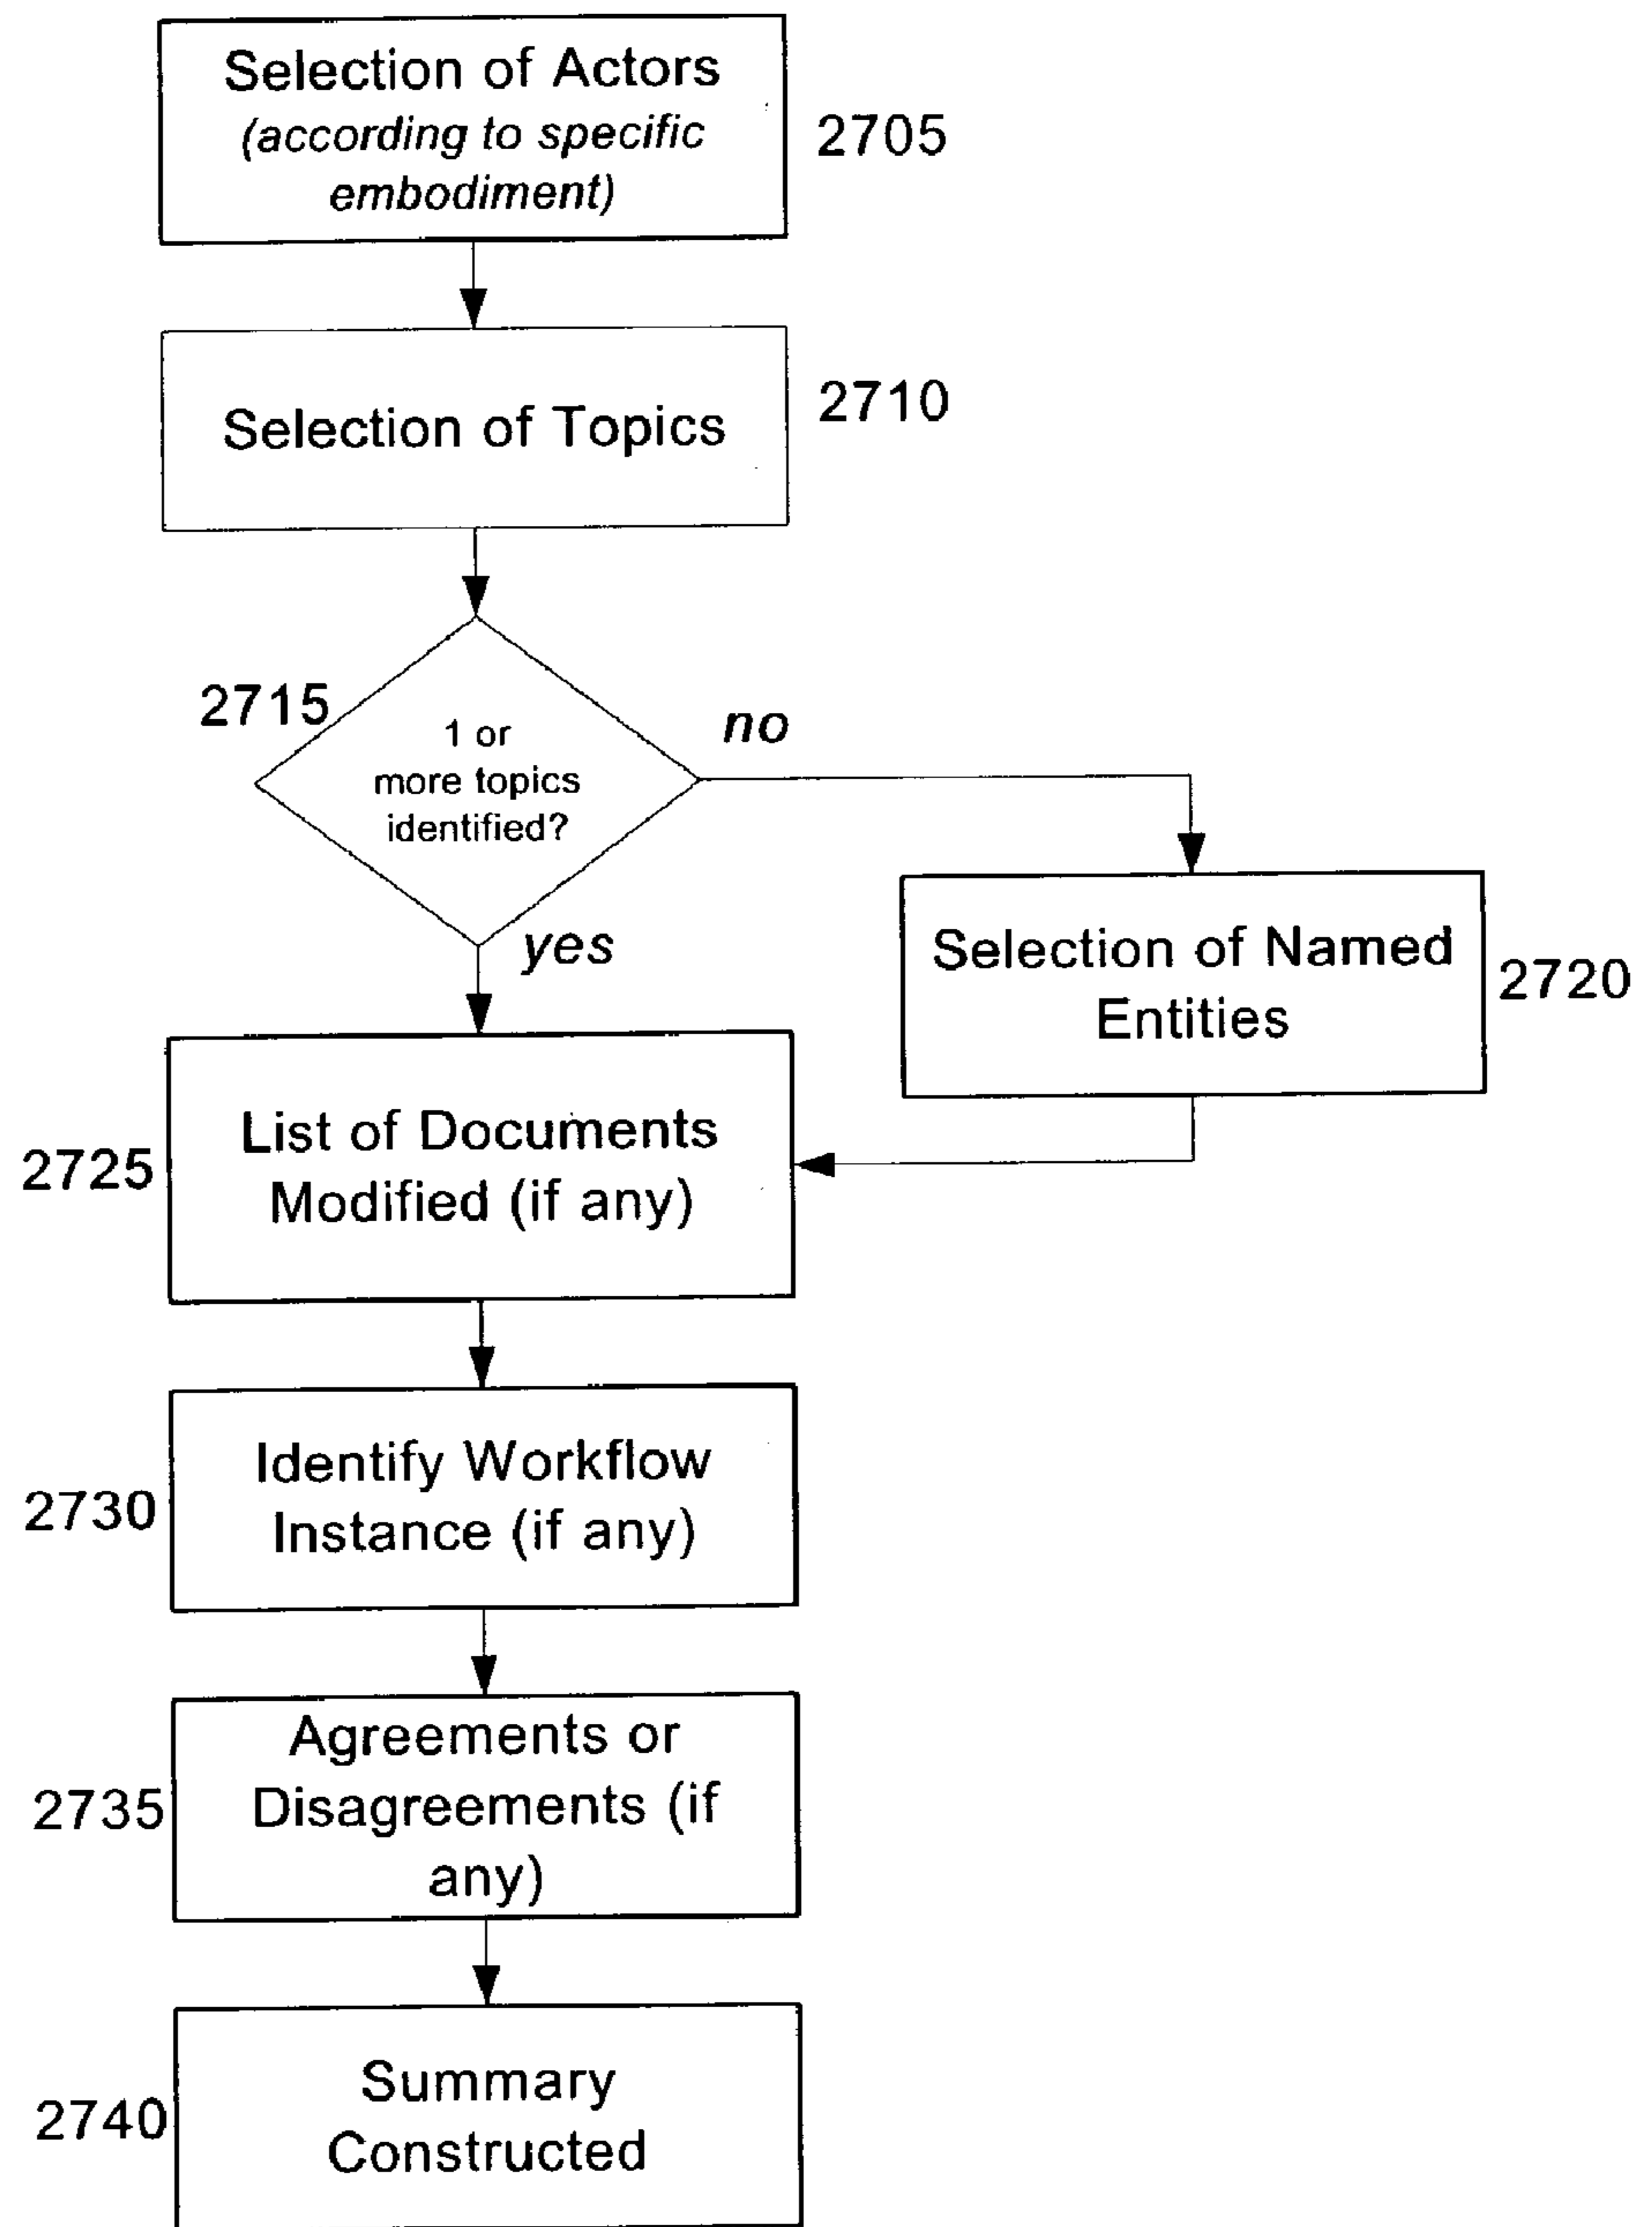 Selection of Actors
(according to specific
embodiment)
2705
Selection of Topics
2710
2715
1 or
more topics
identified?
no
yes
Selection of Named
Entities
2720
List of Documents
Modified (if any)
2725
Identify Workflow
Instance (if any)
2730
Agreements or
Disagreements (if
any)
2735
Summary
Constructed
2740